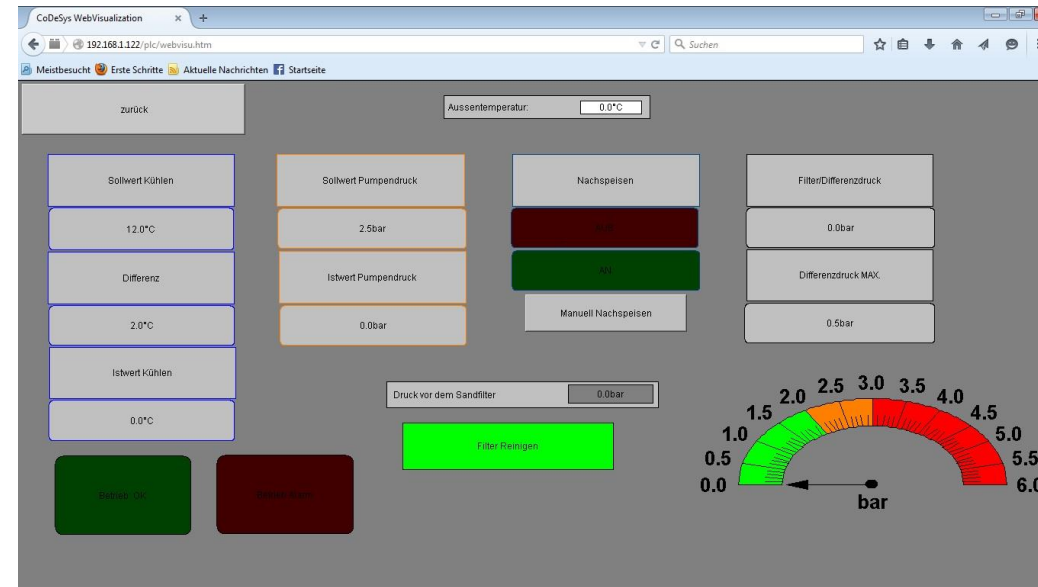 CoDeSys WebVisualization
192.168.1.122/plc/webvisu.htm
Suchen
Meistbesucht Erste Schritte Aktuelle Nachrichten Startseite
zurück
Aussentemperatur: 0.0°C
Sollwert Kühlen
12.0°C
Differenz
2.0°C
Istwert Kühlen
0.0°C
Sollwert Pumpendruck
2.5bar
Istwert Pumpendruck
0.0bar
Nachspeisen
AN
Manuell Nachspeisen
Filter/Differenzdruck
0.0bar
Differenzdruck MAX.
0.5bar
Druck vor dem Sandfilter 0.0bar
Filter Reinigen
Betrieb OK
0.0
0.5
1.0
1.5
2.0
2.5
3.0
3.5
4.0
4.5
5.0
5.5
6.0
bar